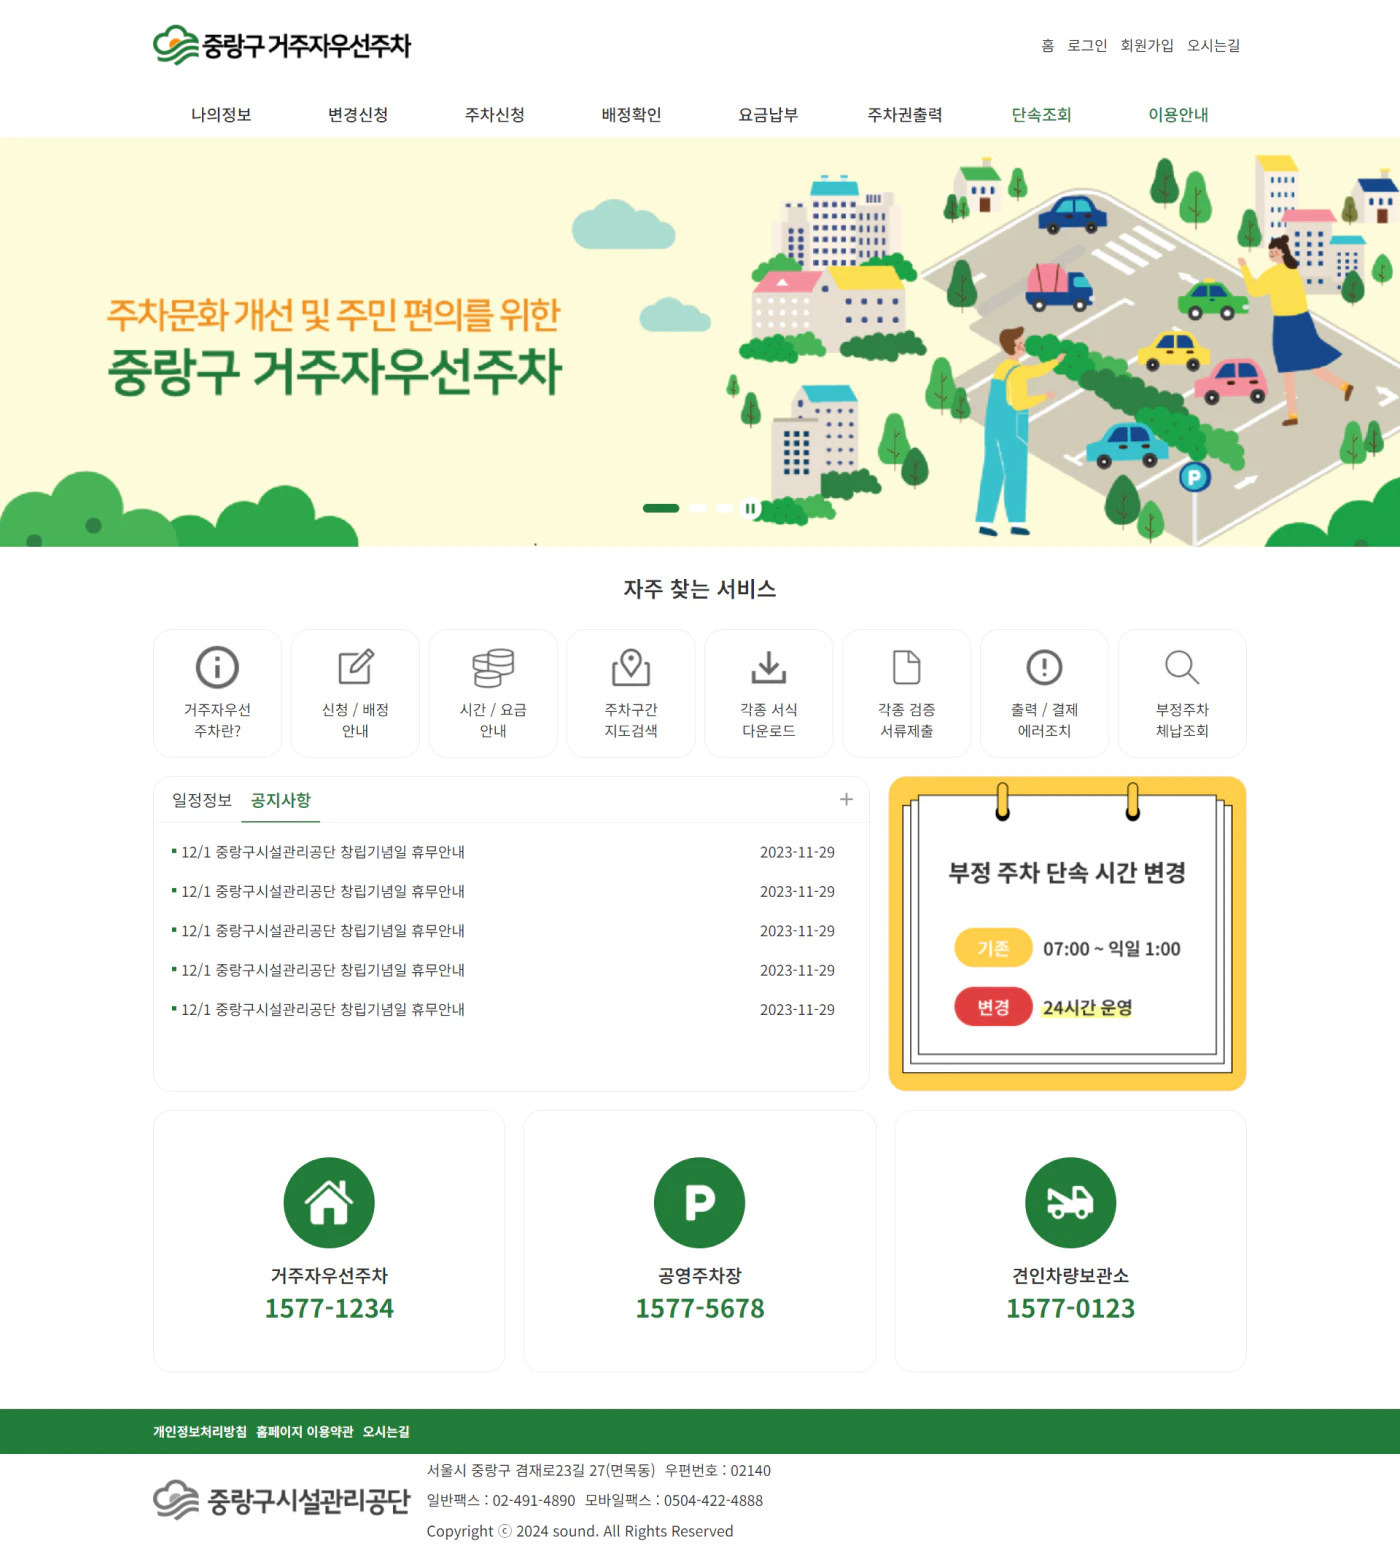 중랑구 거주자우선주차
홈 로그인 회원가입 오시는길
나의정보 변경신청 주차신청 배정확인 요금납부 주차권출력 단속조회 이용안내
주차문화 개선 및 주민 편의를 위한
중랑구 거주자우선주차
P
자주 찾는 서비스
거주자우선
주차란?
신청 / 배정
안내
시간 / 요금
안내
주차구간
지도검색
각종 서식
다운로드
각종 검증
서류제출
출력 / 결제
에러조치
부정주차
체납조회
일정정보 공지사항
12/1 중랑구시설관리공단 창립기념일 휴무안내 2023-11-29
12/1 중랑구시설관리공단 창립기념일 휴무안내 2023-11-29
12/1 중랑구시설관리공단 창립기념일 휴무안내 2023-11-29
12/1 중랑구시설관리공단 창립기념일 휴무안내 2023-11-29
12/1 중랑구시설관리공단 창립기념일 휴무안내 2023-11-29
부정 주차 단속 시간 변경
기존 07:00 ~ 익일 1:00
변경 24시간 운영
거주자우선주차
1577-1234
P
공영주차장
1577-5678
견인차량보관소
1577-0123
개인정보처리방침 홈페이지 이용약관 오시는길
중랑구시설관리공단
서울시 중랑구 겸재로23길 27(면목동) 우편번호 : 02140
일반팩스 : 02-491-4890 모바일팩스 : 0504-422-4888
Copyright ⓒ 2024 sound. All Rights Reserved